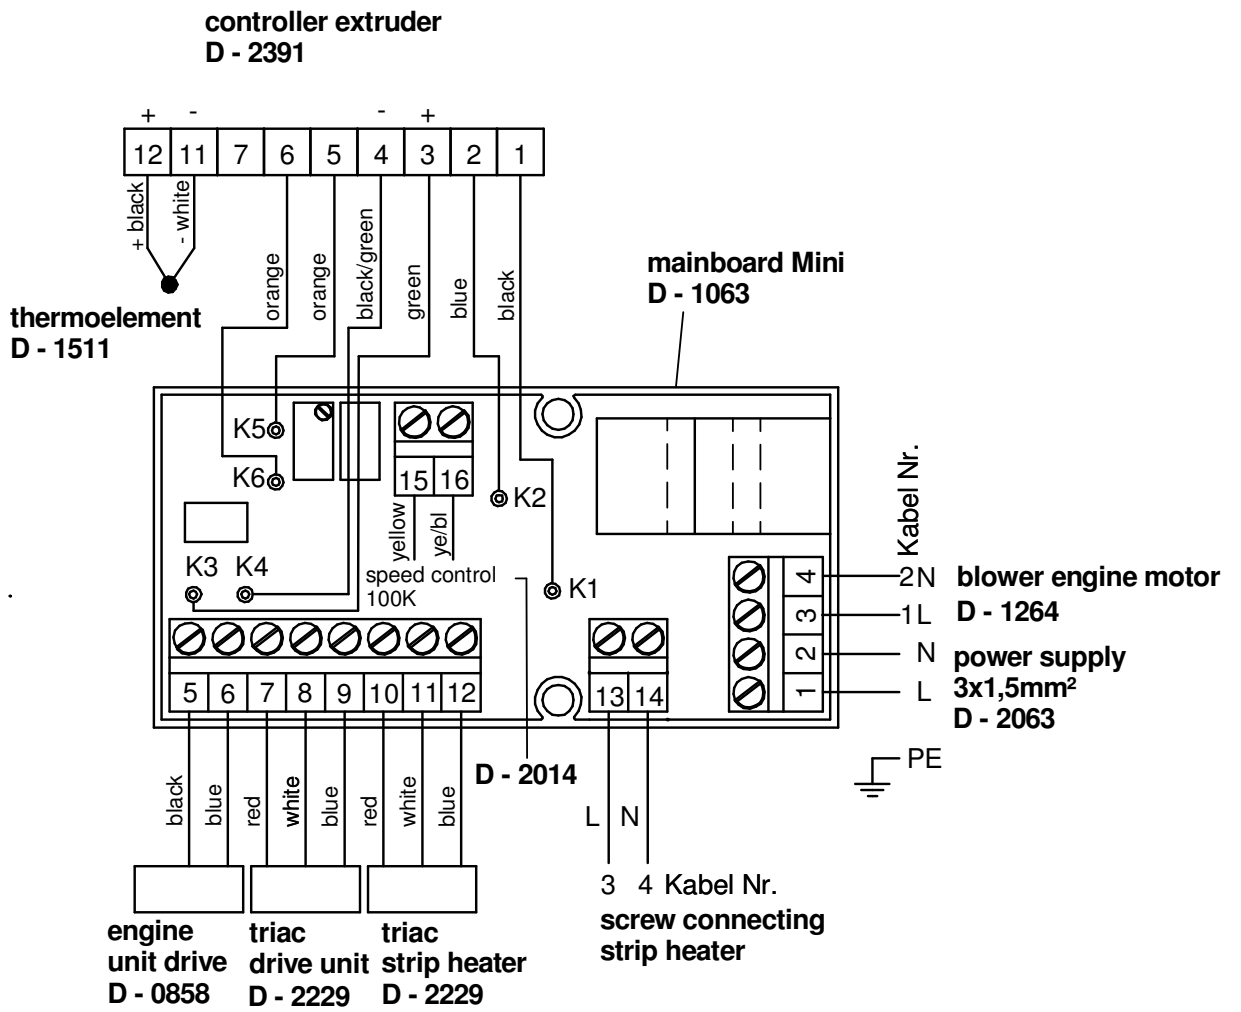 controller extruder
D - 2391
+ - - +
12 11 7 6 5 4 3 2 1
+ black
- white
orange
orange
black/green
green
blue
black
thermoelement
D - 1511
mainboard Mini
D - 1063
K5
K6
15 16
K2
yellow
ye/bl
speed control
100K
K3 K4
K1
Kabel Nr.
4 2 N
blower engine motor
3 1 L
D - 1264
2 N
power supply
1 L
3x1,5mm²
D - 2063
PE
5 6 7 8 9 10 11 12
13 14
D - 2014
black
blue
red
white
blue
red
white
blue
L N
3 4 Kabel Nr.
screw connecting
strip heater
engine
unit drive
D - 0858
triac
drive unit
D - 2229
triac
strip heater
D - 2229